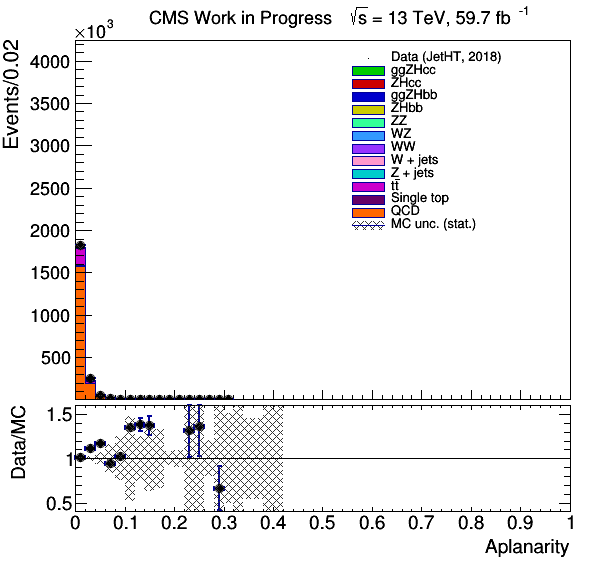 CMS Work in Progress √s = 13 TeV, 59.7 fb⁻¹
×10³
Events/0.02
4000
3500
3000
2500
2000
1500
1000
500
Data (JetHT, 2018)
ggZHcc
ZHcc
ggZHbb
ZHbb
ZZ
WZ
WW
W + jets
Z + jets
tt̄
Single top
QCD
MC unc. (stat.)
Data/MC
1.5
1
0.5
0 0.1 0.2 0.3 0.4 0.5 0.6 0.7 0.8 0.9 1
Aplanarity